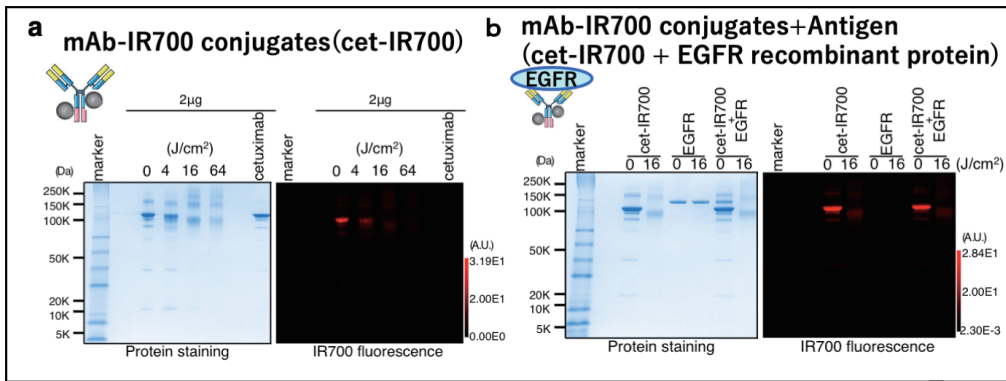 a
mAb-IR700 conjugates(cet-IR700)
2μg
2μg
marker
cetuximab
marker
cetuximab
(J/cm²)
(J/cm²)
(Da)
0 4 16 64
0 4 16 64
250K
150K
100K
50K
20K
10K
5K
(A.U.)
3.19E1
2.00E1
0.00E0
Protein staining
IR700 fluorescence
b
mAb-IR700 conjugates+Antigen
(cet-IR700 + EGFR recombinant protein)
EGFR
marker
cet-IR700
EGFR
cet-IR700
+
EGFR
marker
cet-IR700
EGFR
cet-IR700
+
EGFR
(Da)
0 16 0 16 0 16
0 16 0 16 0 16 (J/cm²)
250K
150K
100K
50K
20K
10K
5K
(A.U.)
2.84E1
2.00E1
2.30E-3
Protein staining
IR700 fluorescence